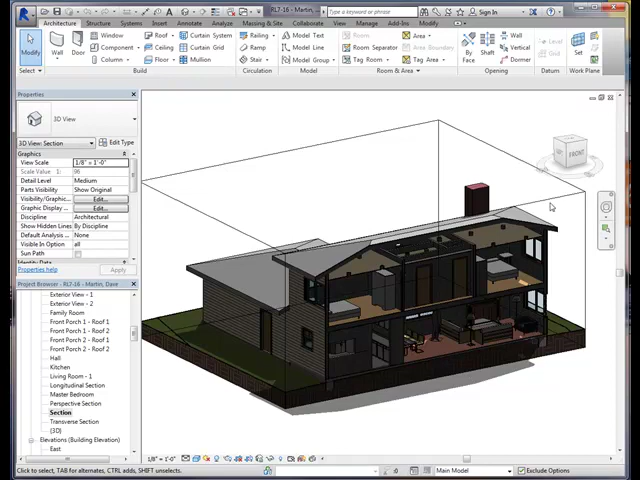 RL7-16 - Martin,
Type a keyword or phrase
Sign In
Architecture Structure Systems Insert Annotate Analyze Massing & Site Collaborate View Manage Add-Ins Modify
Modify
Wall
Door
Window
Component
Column
Roof
Ceiling
Floor
Curtain System
Curtain Grid
Mullion
Railing
Ramp
Stair
Model Text
Model Line
Model Group
Room
Room Separator
Tag Room
Area
Area Boundary
Tag Area
By
Face
Shaft
Wall
Vertical
Dormer
Set
Select Build Circulation Model Room & Area Opening Datum Work Plane
Properties
3D View
3D View: Section
Edit Type
Graphics
View Scale 1/8" = 1'-0"
Scale Value 1: 96
Detail Level Medium
Parts Visibility Show Original
Visibility/Graphic... Edit...
Graphic Display ... Edit...
Discipline Architectural
Show Hidden Lines By Discipline
Default Analysis ... None
Visible In Option all
Sun Path
Identity Data
Properties help
Apply
Project Browser - RL7-16 - Martin, Dave
Exterior View - 1
Exterior View - 2
Family Room
Front Porch 1 - Roof 1
Front Porch 1 - Roof 2
Front Porch 2 - Roof 1
Front Porch 2 - Roof 2
Hall
Kitchen
Living Room - 1
Longitudinal Section
Master Bedroom
Perspective Section
Section
Transverse Section
{3D}
Elevations (Building Elevation)
East
FRONT
1/8" = 1'-0"
Click to select, TAB for alternates, CTRL adds, SHIFT unselects.
:0
Main Model
Exclude Options